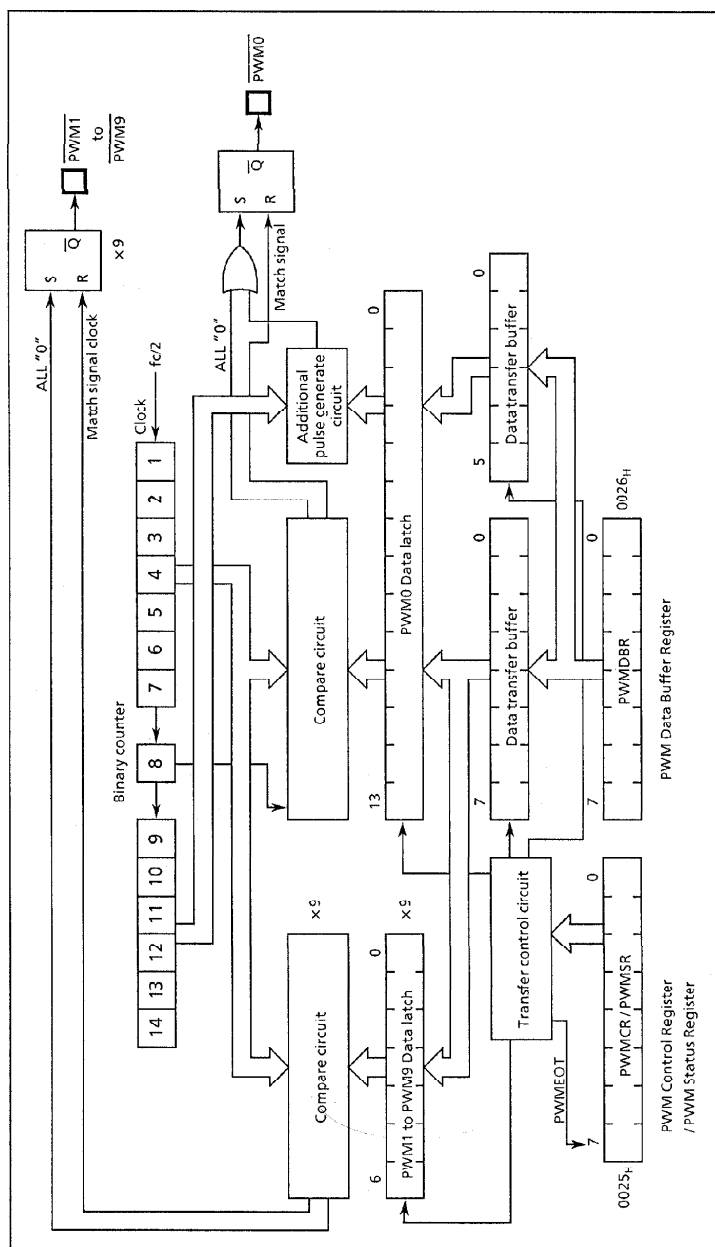 Binary counter
Clock
fc/2
14
13
12
11
10
9
8
7
6
5
4
3
2
1
ALL "0"
Match signal clock
S
R
Q
×9
PWM1
to
PWM9
ALL "0"
Match signal
S
R
Q
PWM0
Compare circuit
×9
Compare circuit
Additional
pulse generate
circuit
6
0
PWM1 to PWM9 Data latch
×9
13
0
PWM0 Data latch
Transfer control circuit
7
0
Data transfer buffer
5
0
Data transfer buffer
PWMEOT
0025H
7
0
PWMCR / PWMSR
PWM Control Register
/ PWM Status Register
7
0
PWMDBR
0026H
PWM Data Buffer Register